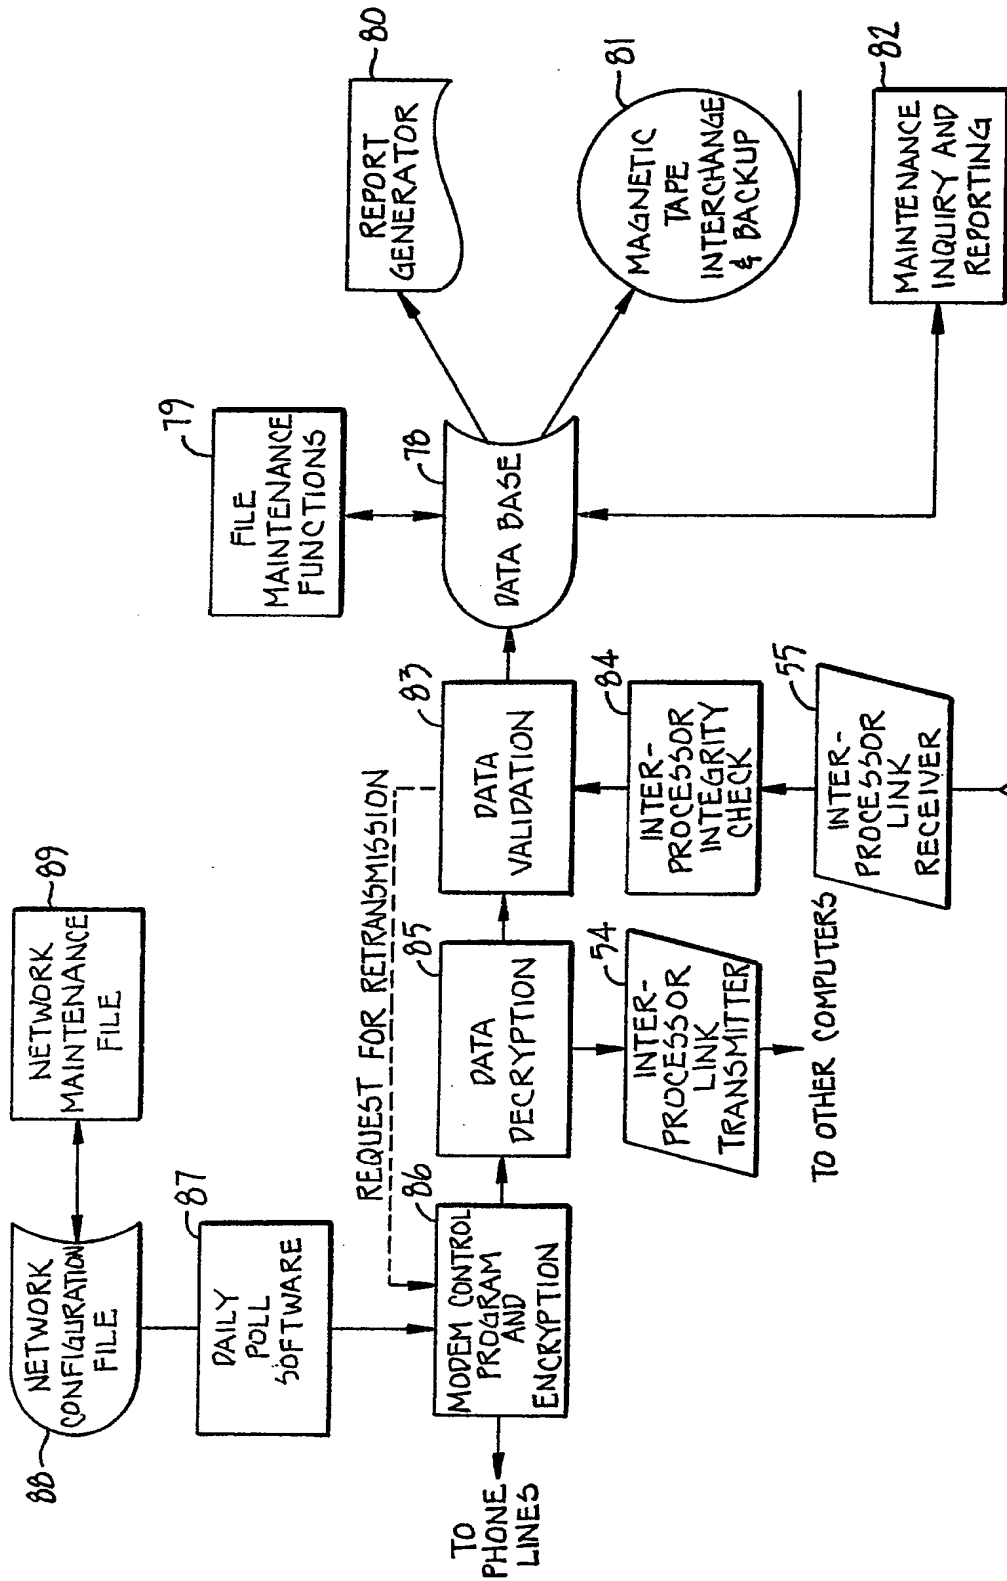 88
NETWORK
CONFIGURATION
FILE
89
NETWORK
MAINTENANCE
FILE
87
DAILY
POLL
SOFTWARE
79
FILE
MAINTENANCE
FUNCTIONS
80
REPORT
GENERATOR
REQUEST FOR RETRANSMISSION
TO
PHONE
LINES
86
MODEM CONTROL
PROGRAM
AND
ENCRYPTION
85
DATA
DECRYPTION
83
DATA
VALIDATION
78
DATA BASE
81
MAGNETIC
TAPE
INTERCHANGE
& BACKUP
54
INTER-
PROCESSOR
LINK
TRANSMITTER
84
INTER-
PROCESSOR
INTEGRITY
CHECK
TO OTHER COMPUTERS
55
INTER-
PROCESSOR
LINK
RECEIVER
82
MAINTENANCE
INQUIRY AND
REPORTING